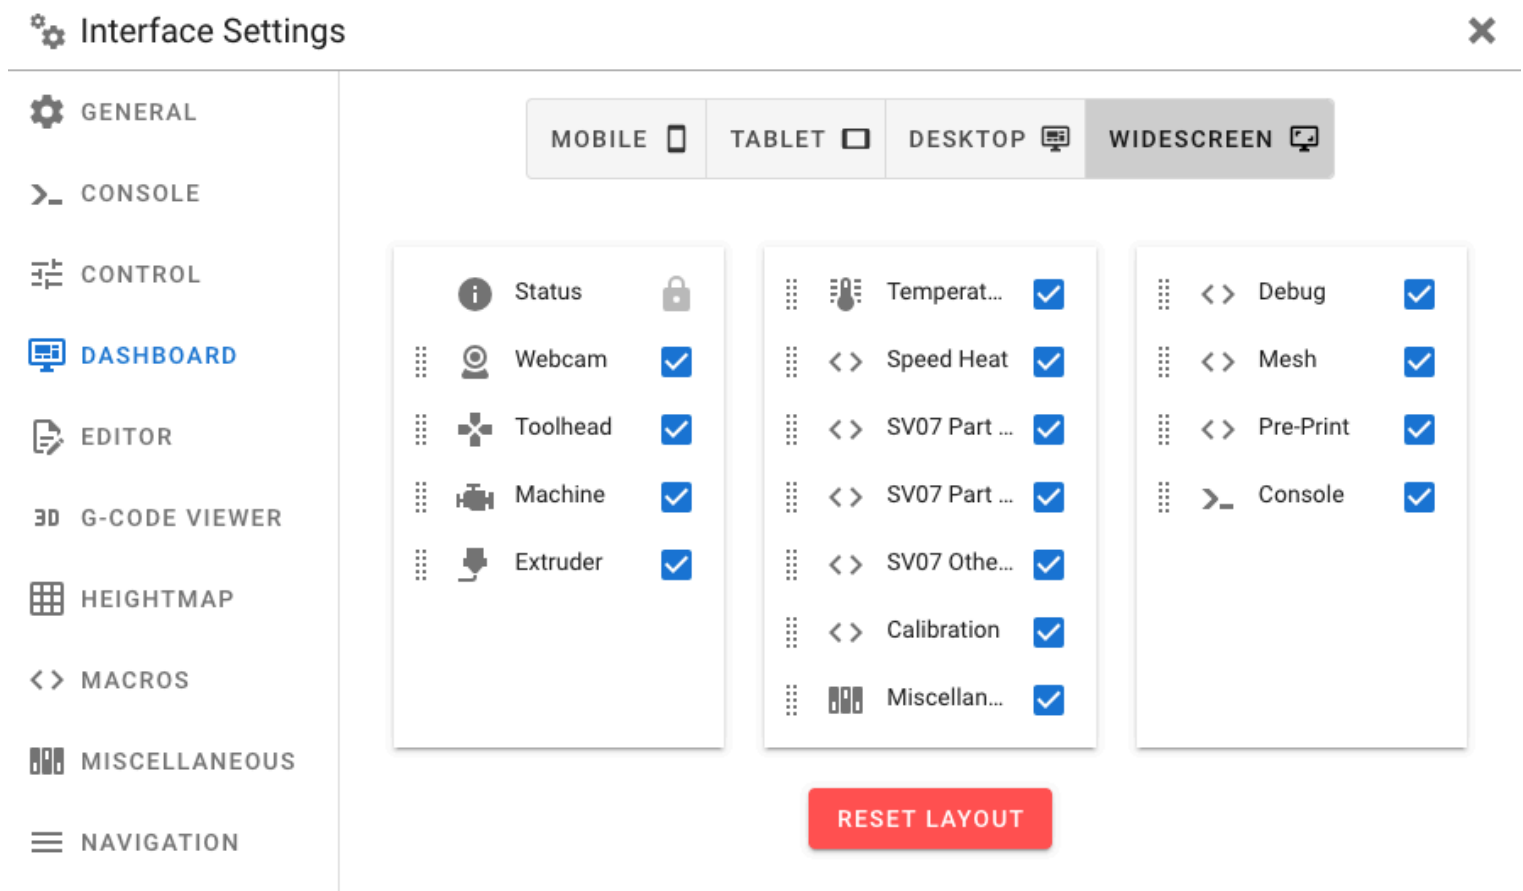 Interface Settings
GENERAL
CONSOLE
CONTROL
DASHBOARD
EDITOR
3D G-CODE VIEWER
HEIGHTMAP
MACROS
MISCELLANEOUS
NAVIGATION
MOBILE TABLET DESKTOP WIDESCREEN
Status
Webcam
Toolhead
Machine
Extruder
Temperat...
Speed Heat
SV07 Part ...
SV07 Part ...
SV07 Othe...
Calibration
Miscellan...
Debug
Mesh
Pre-Print
Console
RESET LAYOUT